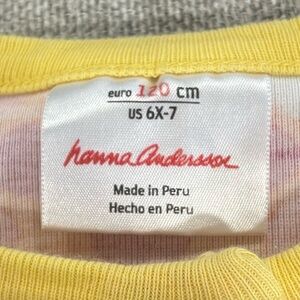 euro 120 cm
US 6X-7
hanna andersson
Made in Peru
Hecho en Peru